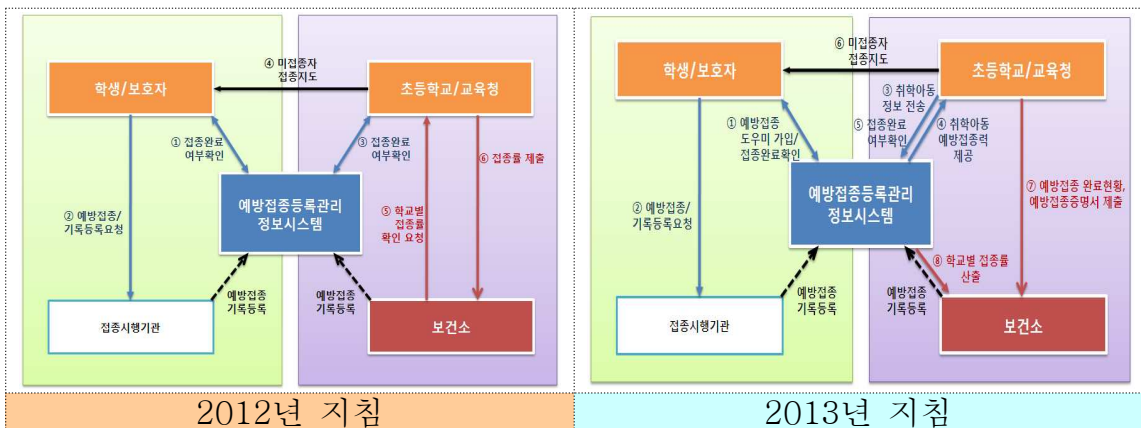 ④ 미접종자
접종지도
학생/보호자
초등학교/교육청
① 접종완료
여부확인
③ 접종완료
여부확인
⑥ 접종률 제출
예방접종등록관리
정보시스템
② 예방접종/
기록등록요청
⑤ 학교별
접종률
확인 요청
예방접종
기록등록
예방접종
기록등록
접종시행기관
보건소
2012년 지침
⑥ 미접종자
접종지도
학생/보호자
초등학교/교육청
③ 취학아동
정보 전송
① 예방접종
도우미 가입/
접종완료확인
⑤ 접종완료
여부확인
④ 취학아동
예방접종력
제공
예방접종등록관리
정보시스템
② 예방접종/
기록등록요청
⑦ 예방접종 완료현황,
예방접종증명서 제출
⑧ 학교별 접종률
산출
예방접종
기록등록
예방접종
기록등록
접종시행기관
보건소
2013년 지침